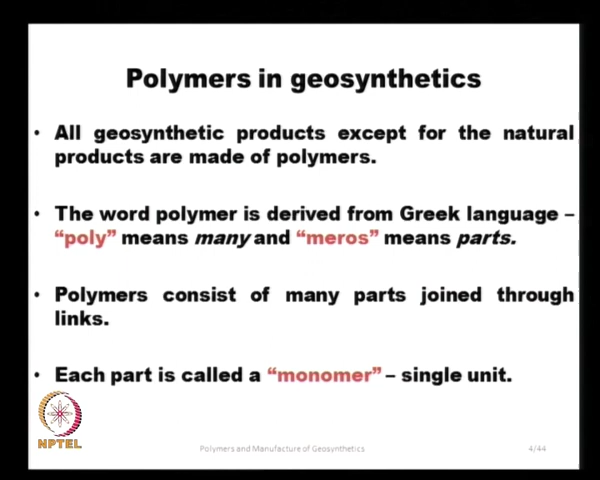 Polymers in geosynthetics
• All geosynthetic products except for the natural
products are made of polymers.
• The word polymer is derived from Greek language –
“poly” means many and “meros” means parts.
• Polymers consist of many parts joined through
links.
• Each part is called a “monomer” – single unit.
NPTEL
Polymers and Manufacture of Geosynthetics
4/44